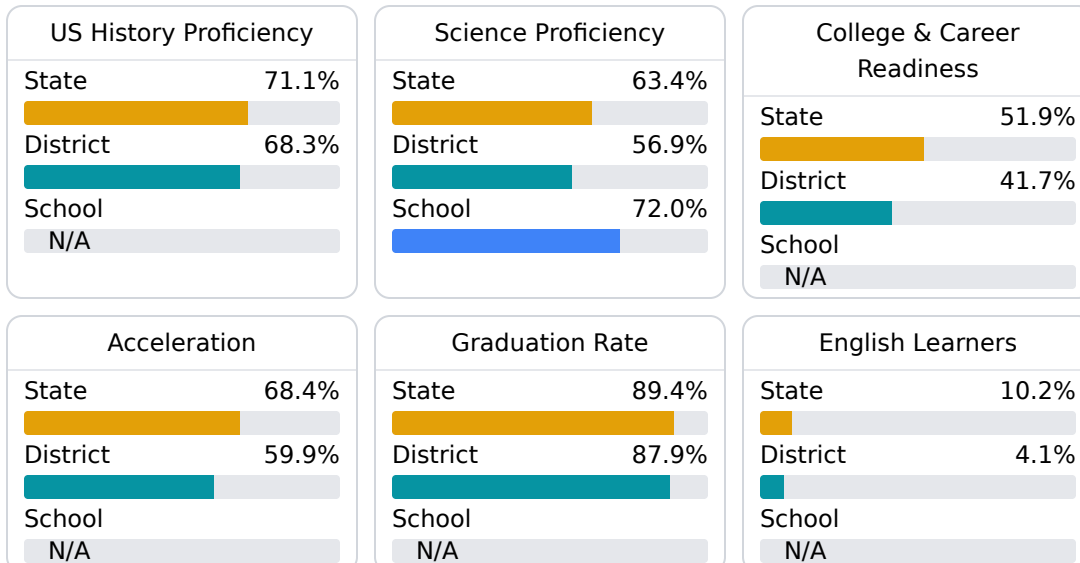 US History Proficiency
State 71.1%
District 68.3%
School
N/A
Science Proficiency
State 63.4%
District 56.9%
School 72.0%
College & Career
Readiness
State 51.9%
District 41.7%
School
N/A
Acceleration
State 68.4%
District 59.9%
School
N/A
Graduation Rate
State 89.4%
District 87.9%
School
N/A
English Learners
State 10.2%
District 4.1%
School
N/A